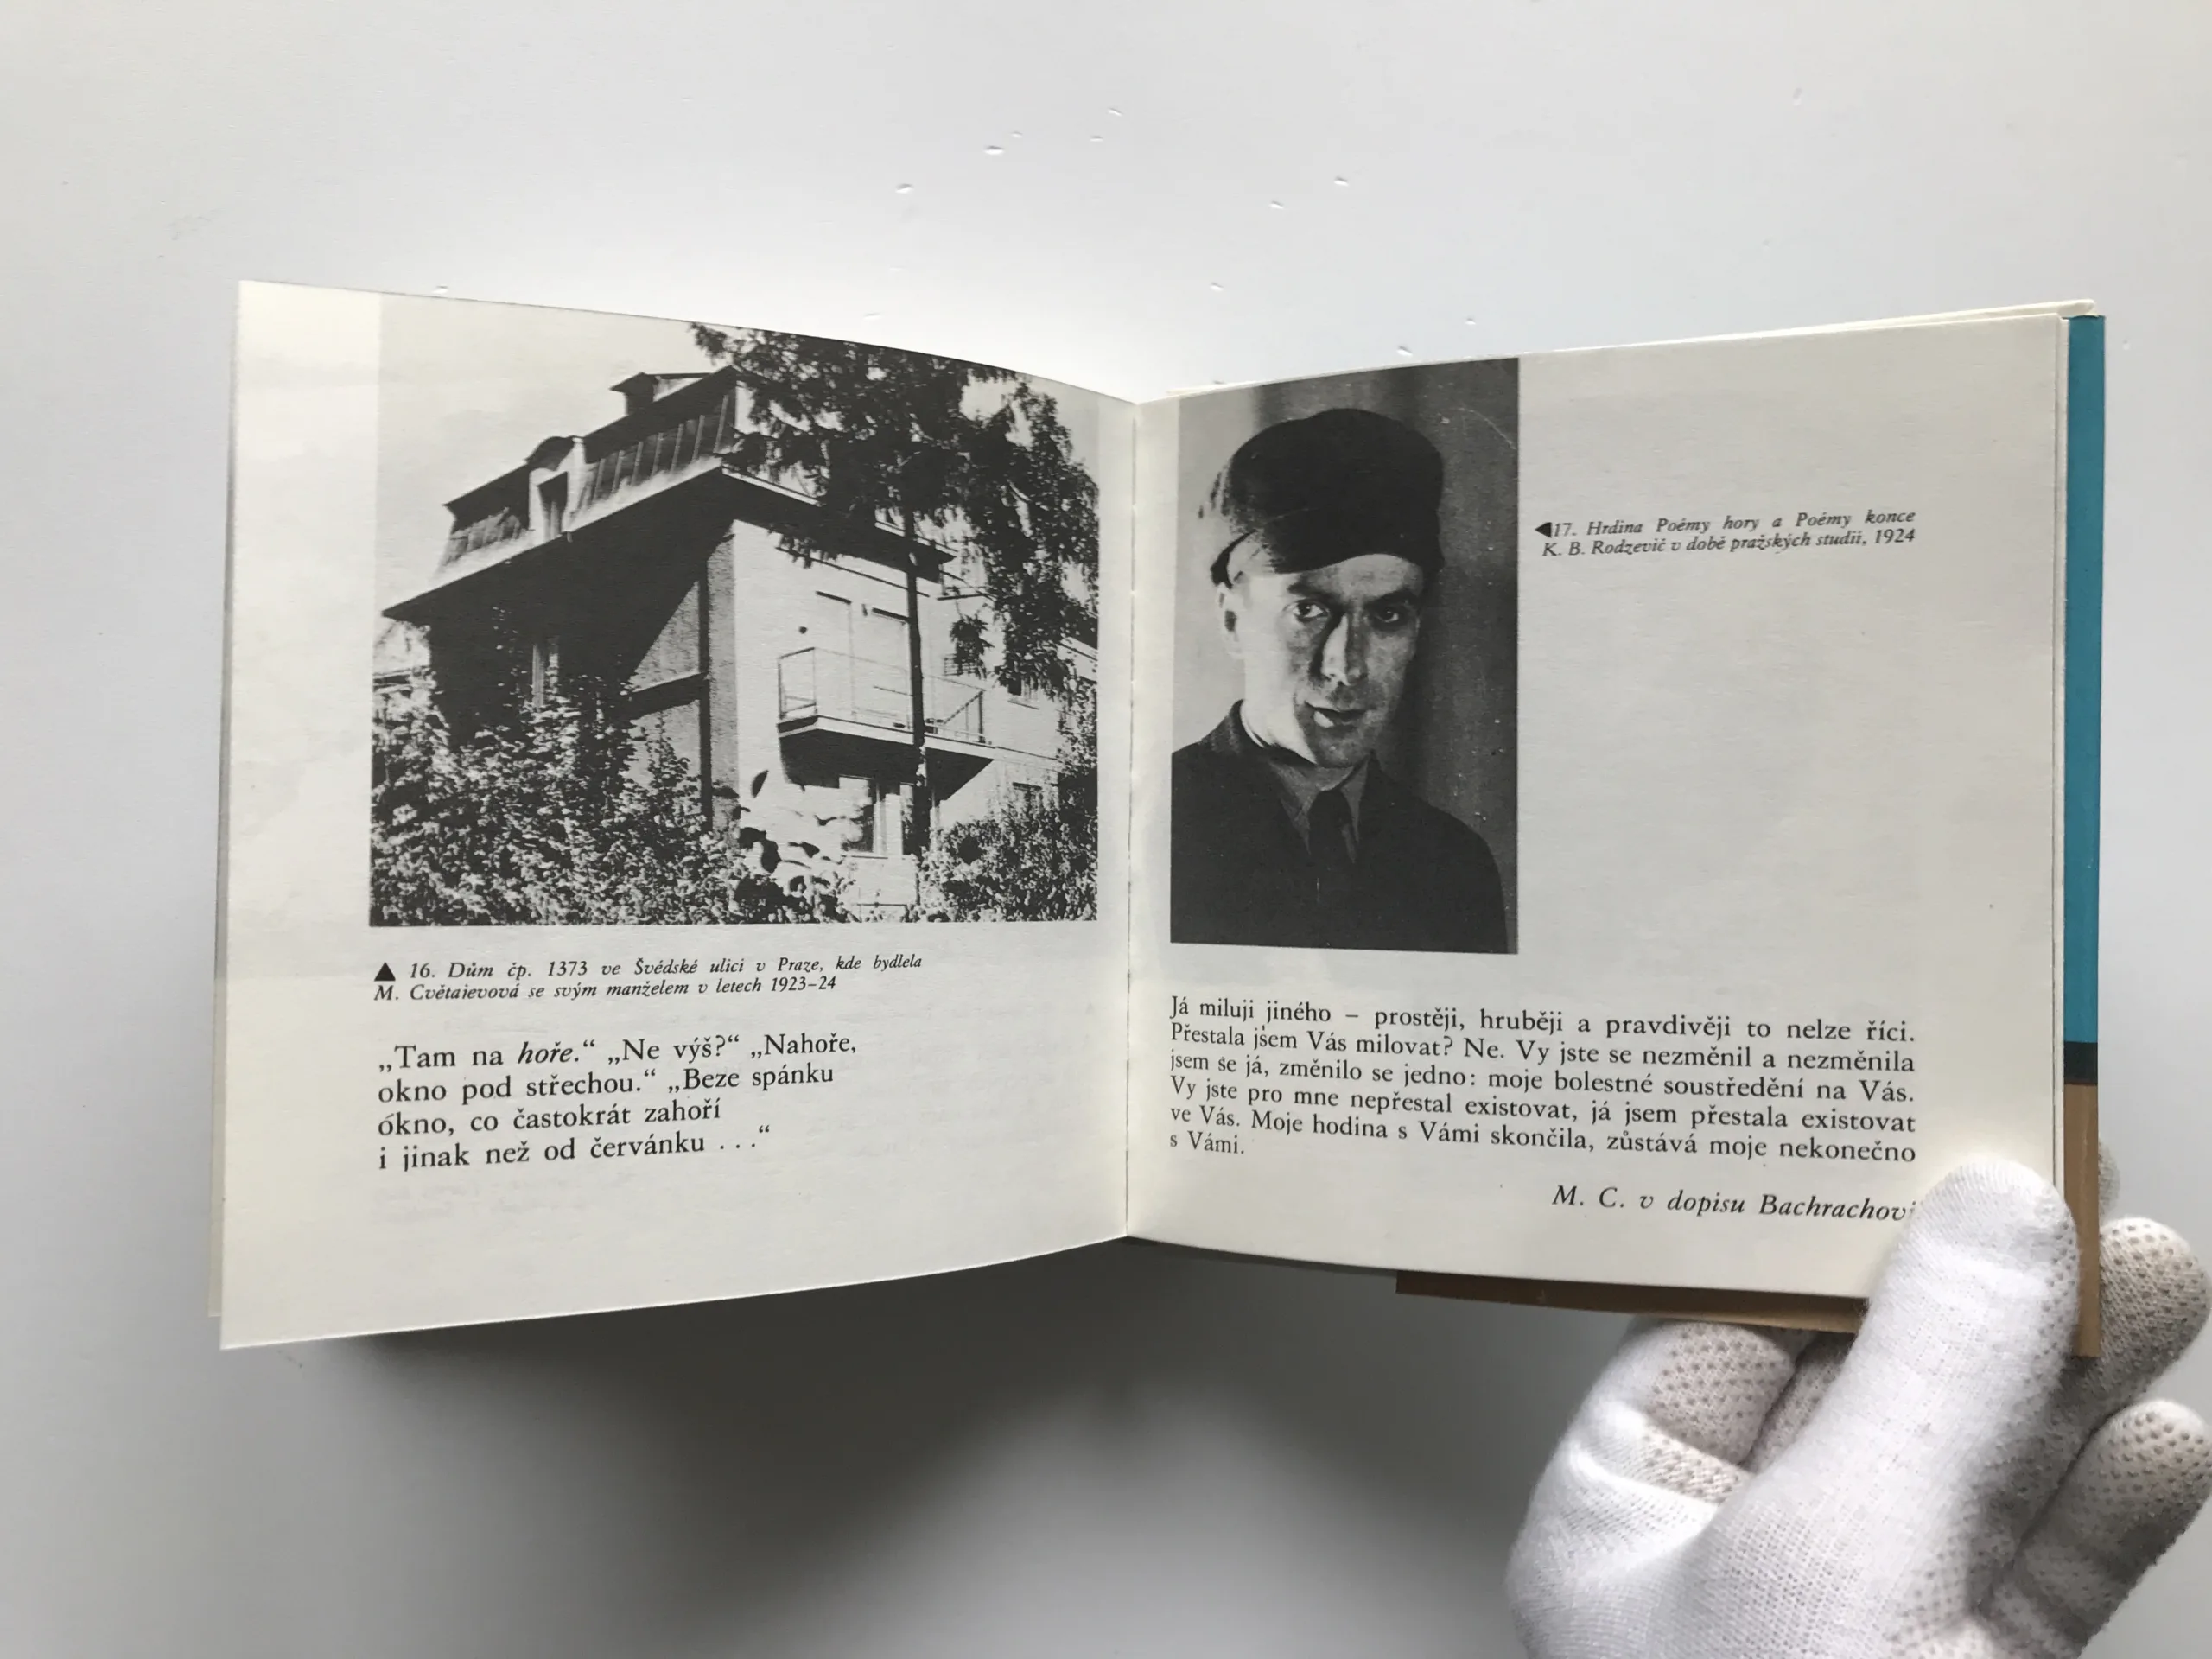 ▲ 16. Dům čp. 1373 ve Švédské ulici v Praze, kde bydlela
M. Cvětajevová se svým manželem v letech 1923–24
„Tam na hoře.“ „Ne výš?“ „Nahoře,
okno pod střechou.“ „Beze spánku
ókno, co častokrát zahoří
i jinak než od červánku . . .“
◀17. Hrdina Poémy hory a Poémy konce
K. B. Rodzevič v době pražských studií, 1924
Já miluji jiného – prostěji, hruběji a pravdivěji to nelze říci.
Přestala jsem Vás milovat? Ne. Vy jste se nezměnil a nezměnila
jsem se já, změnilo se jedno: moje bolestné soustředění na Vás.
Vy jste pro mne nepřestal existovat, já jsem přestala existovat
ve Vás. Moje hodina s Vámi skončila, zůstává moje nekonečno
s Vámi.
M. C. v dopisu Bachrachovi